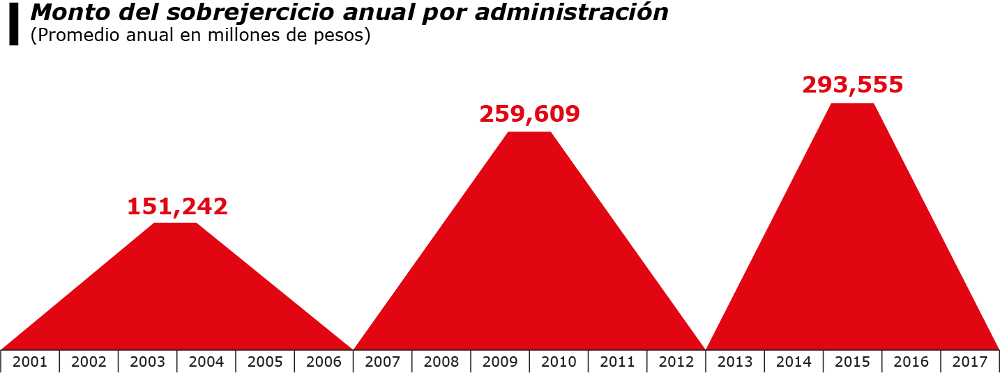 Monto del sobrejercicio anual por administración
(Promedio anual en millones de pesos)
293,555
259,609
151,242
2001 2002 2003 2004 2005 2006 2007 2008 2009 2010 2011 2012 2013 2014 2015 2016 2017